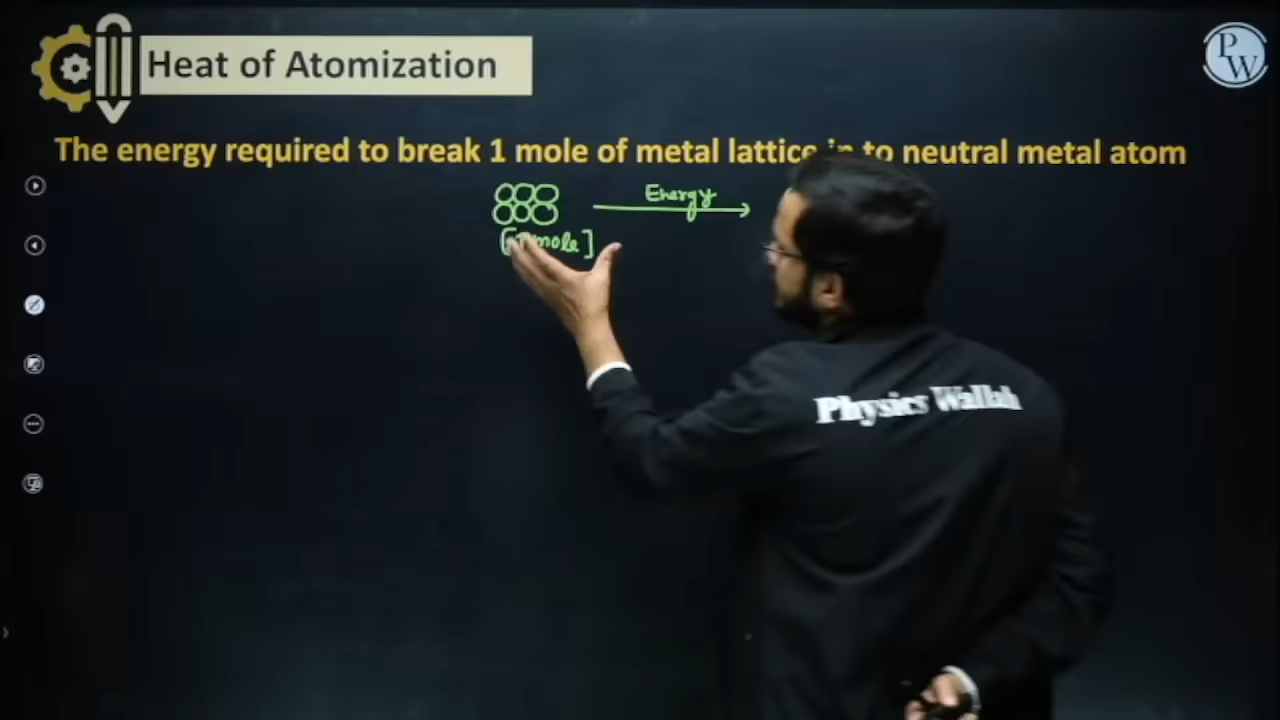 Heat of Atomization
PW
The energy required to break 1 mole of metal lattice in to neutral metal atom
Energy
mole]
Physics Wallah